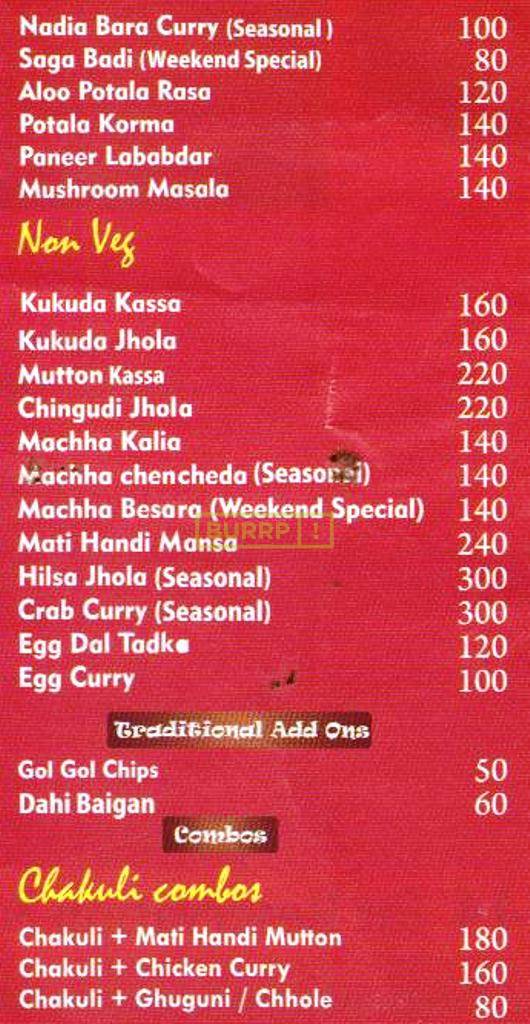 Nadia Bara Curry (Seasonal) 100
Saga Badi (Weekend Special) 80
Aloo Potala Rasa 120
Potala Korma 140
Paneer Lababdar 140
Mushroom Masala 140
Non Veg
Kukuda Kassa 160
Kukuda Jhola 160
Mutton Kassa 220
Chingudi Jhola 220
Machha Kalia 140
Machha chencheda (Seasonal) 140
Machha Besara (Weekend Special) 140
BURRP !
Mati Handi Mansa 240
Hilsa Jhola (Seasonal) 300
Crab Curry (Seasonal) 300
Egg Dal Tadka 120
Egg Curry 100
Traditional Add Ons
Gol Gol Chips 50
Dahi Baigan 60
Combos
Chakuli combos
Chakuli + Mati Handi Mutton 180
Chakuli + Chicken Curry 160
Chakuli + Ghuguni / Chhole 80